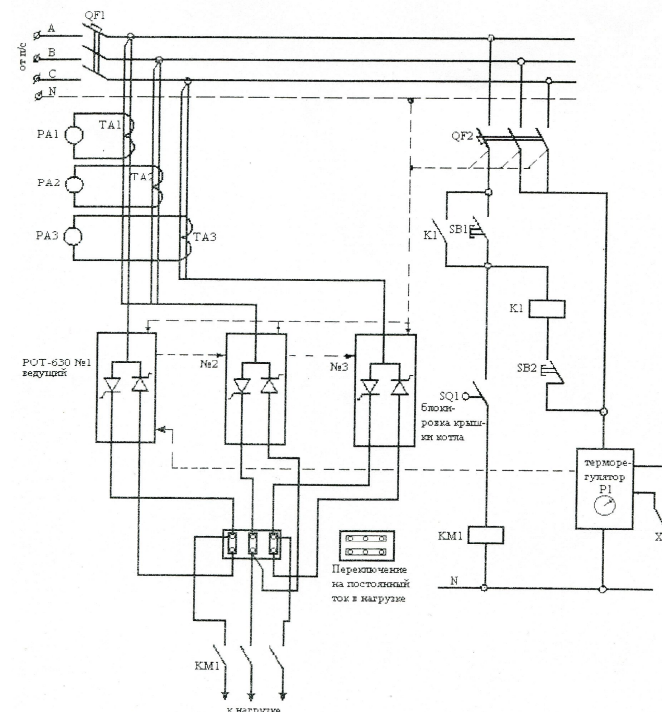 QF1
A
B
C
N
от п/с
PA1
TA1
PA2
TA2
PA3
TA3
QF2
K1
SB1
K1
SB2
РОТ-630 №1
ведущий
№2
№3
SQ1
блоки-
ровка крыш-
ки котла
терморе-
гулятор
P1
X
KM1
N
Переключение
на постоянный
ток в нагрузке
KM1
к нагрузке